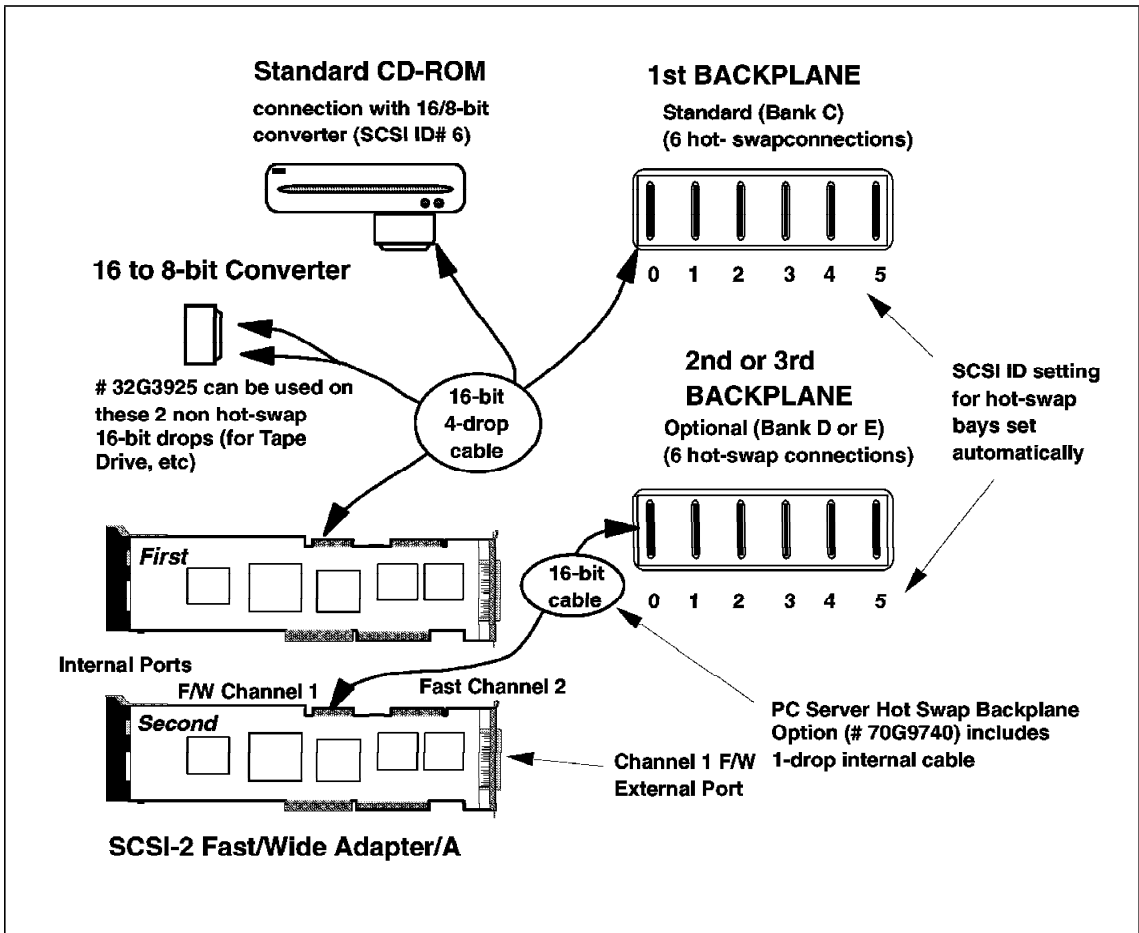 Standard CD-ROM
connection with 16/8-bit
converter (SCSI ID# 6)
1st BACKPLANE
Standard (Bank C)
(6 hot- swapconnections)
0 1 2 3 4 5
16 to 8-bit Converter
# 32G3925 can be used on
these 2 non hot-swap
16-bit drops (for Tape
Drive, etc)
16-bit
4-drop
cable
2nd or 3rd
BACKPLANE
Optional (Bank D or E)
(6 hot-swap connections)
SCSI ID setting
for hot-swap
bays set
automatically
First
16-bit
cable
0 1 2 3 4 5
Internal Ports
F/W Channel 1
Fast Channel 2
Second
Channel 1 F/W
External Port
PC Server Hot Swap Backplane
Option (# 70G9740) includes
1-drop internal cable
SCSI-2 Fast/Wide Adapter/A